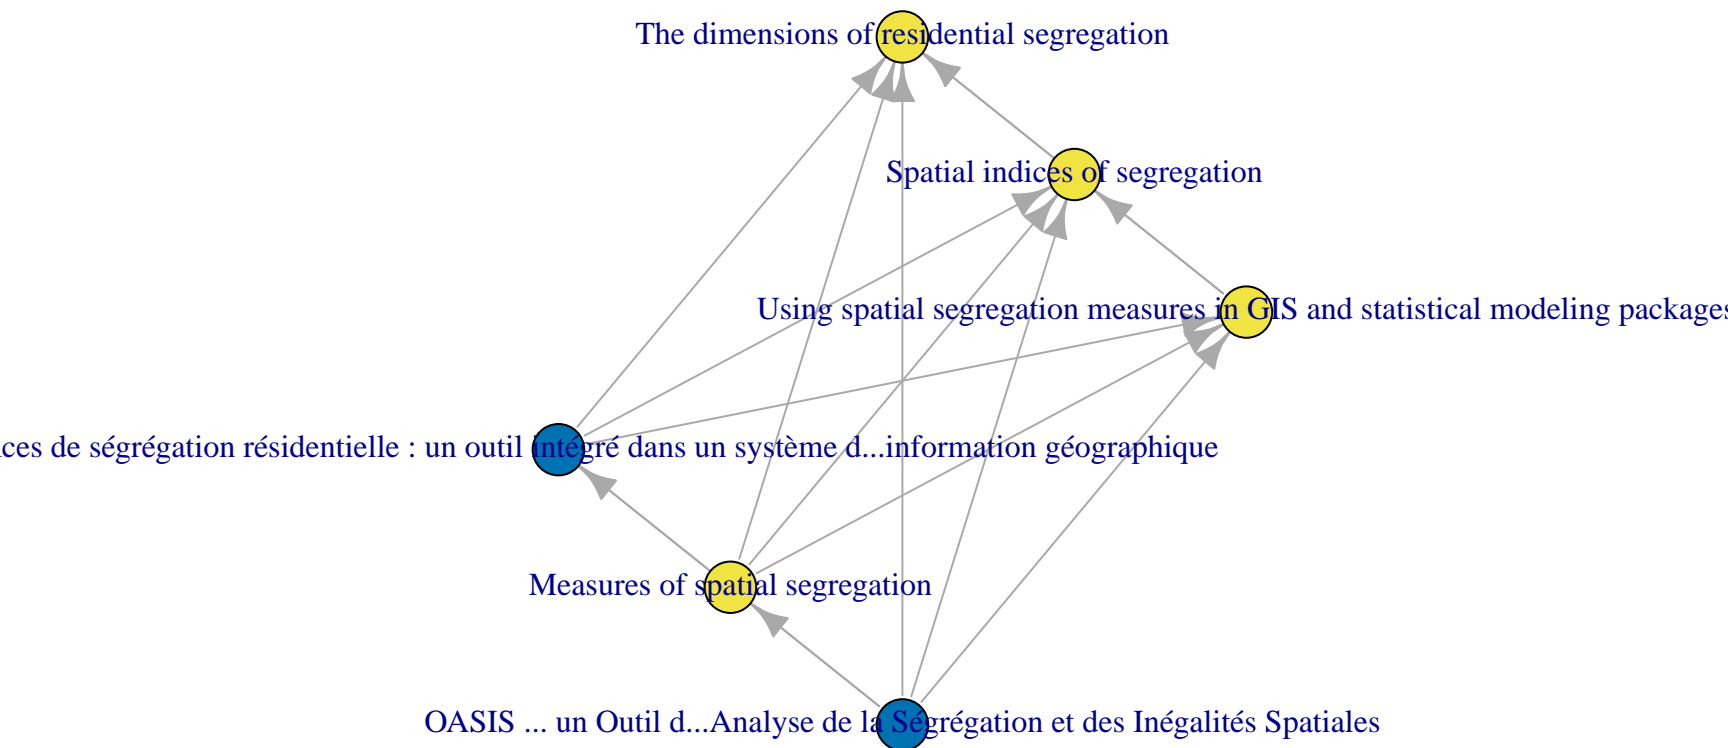 The dimensions of residential segregation
Spatial indices of segregation
Using spatial segregation measures in GIS and statistical modeling packages
ces de ségrégation résidentielle : un outil intégré dans un système d...information géographique
Measures of spatial segregation
OASIS ... un Outil d...Analyse de la Ségrégation et des Inégalités Spatiales